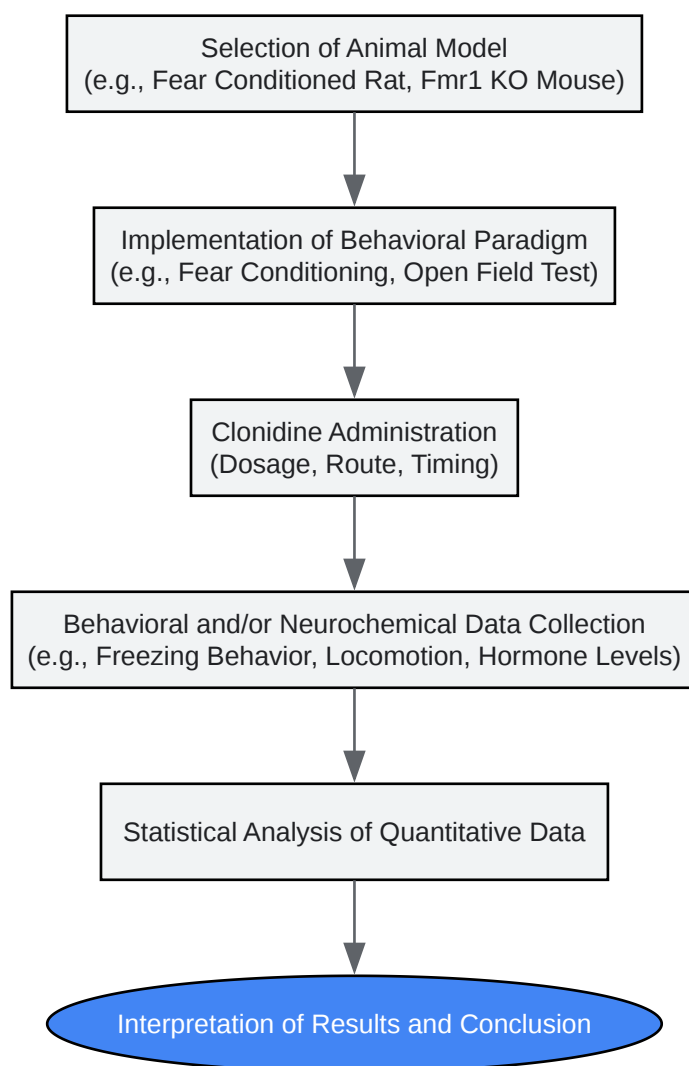 Selection of Animal Model
(e.g., Fear Conditioned Rat, Fmr1 KO Mouse)
Implementation of Behavioral Paradigm
(e.g., Fear Conditioning, Open Field Test)
Clonidine Administration
(Dosage, Route, Timing)
Behavioral and/or Neurochemical Data Collection
(e.g., Freezing Behavior, Locomotion, Hormone Levels)
Statistical Analysis of Quantitative Data
Interpretation of Results and Conclusion